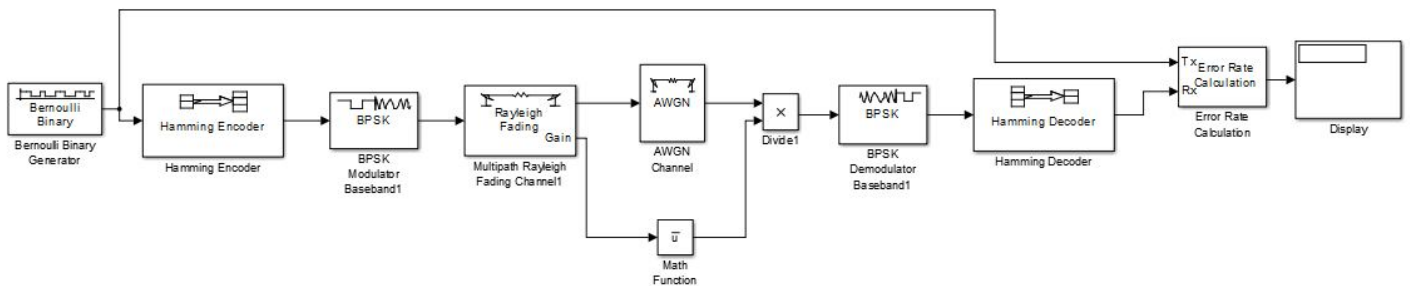 Bernoulli
Binary
Bernoulli Binary
Generator
Hamming Encoder
Hamming Encoder
BPSK
BPSK
Modulator
Baseband1
Rayleigh
Fading
Gain
Multipath Rayleigh
Fading Channel1
AWGN
AWGN
Channel
u
Math
Function
×
Divide1
BPSK
BPSK
Demodulator
Baseband1
Hamming Decoder
Hamming Decoder
Tx
Rx
Error Rate
Calculation
Error Rate
Calculation
Display